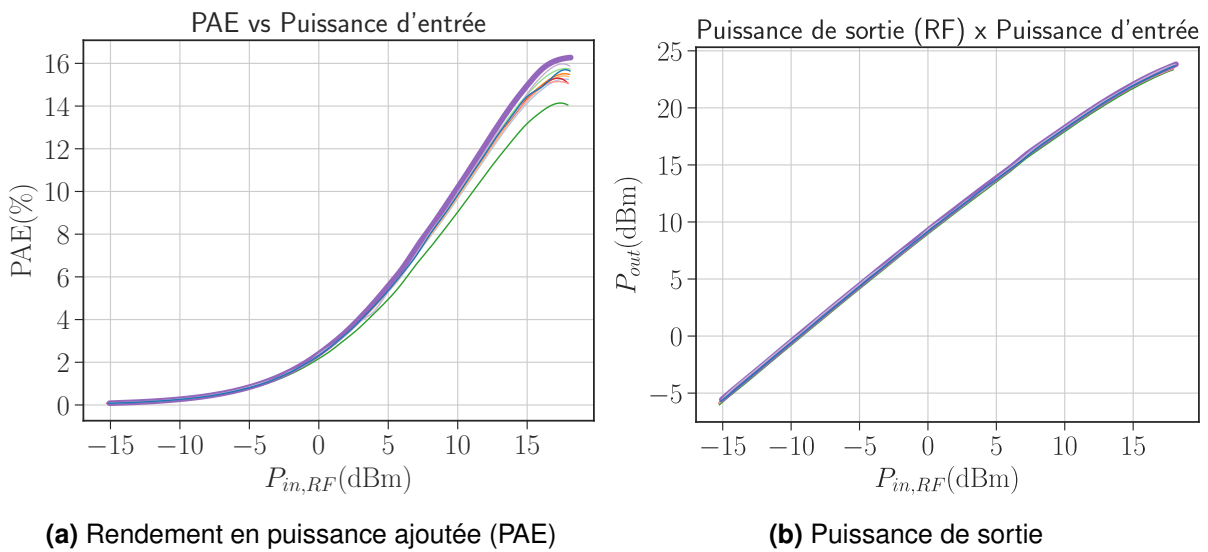 PAE vs Puissance d'entrée
16
14
12
10
8
6
4
2
0
PAE(%)
−15 −10 −5 0 5 10 15
P_{in,RF}(dBm)
(a) Rendement en puissance ajoutée (PAE)
Puissance de sortie (RF) x Puissance d'entrée
25
20
15
10
5
0
−5
P_{out}(dBm)
−15 −10 −5 0 5 10 15
P_{in,RF}(dBm)
(b) Puissance de sortie